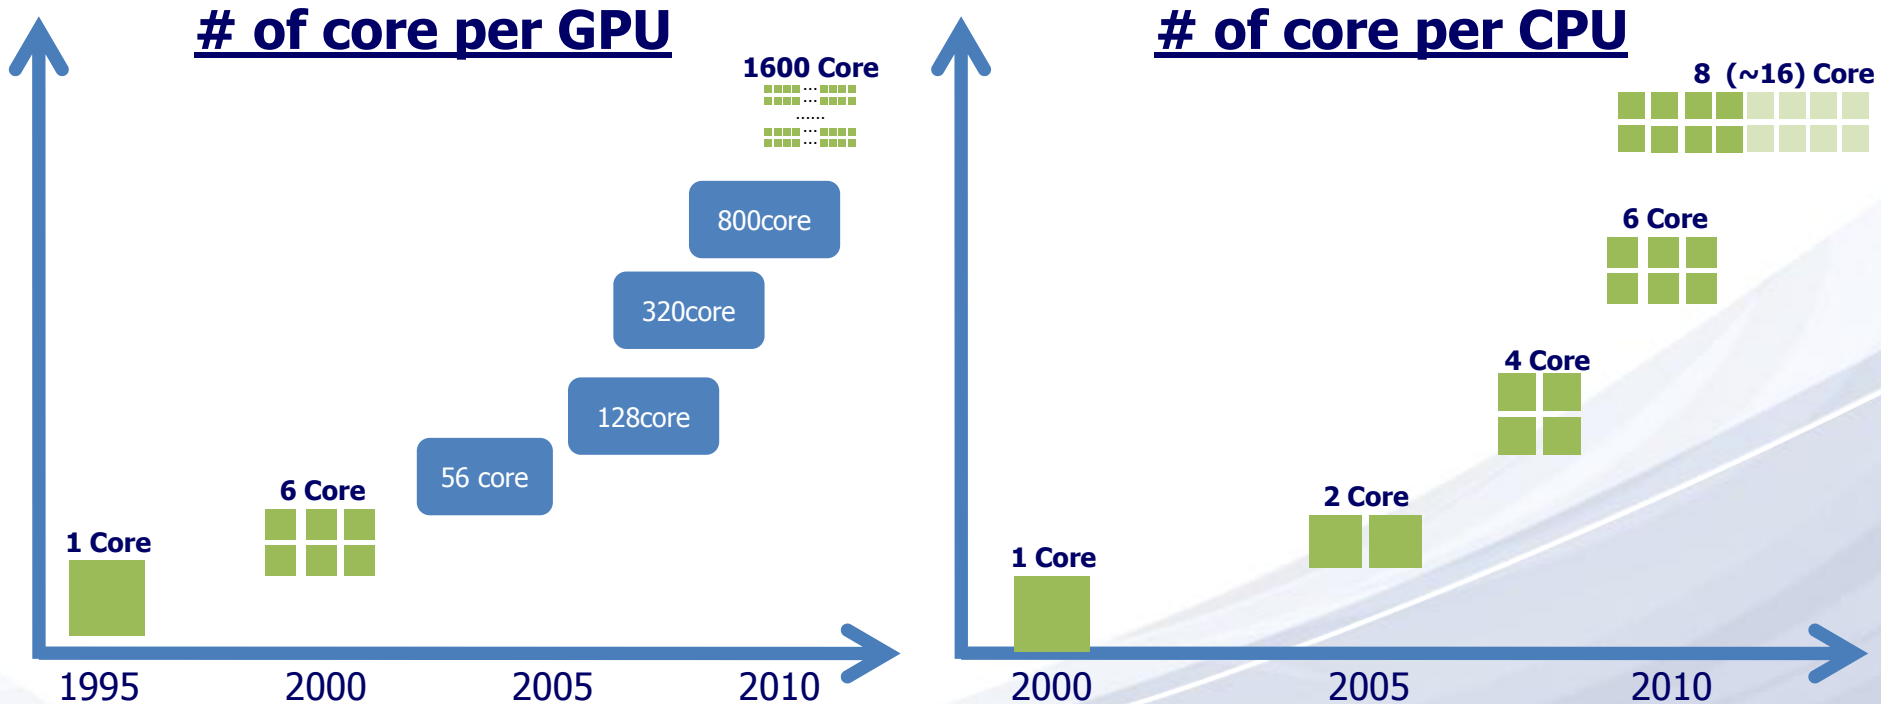 # of core per GPU
1600 Core
... ...
... ...
......
... ...
... ...
800core
320core
128core
56 core
6 Core
1 Core
1995 2000 2005 2010
# of core per CPU
8 (~16) Core
6 Core
4 Core
2 Core
1 Core
2000 2005 2010